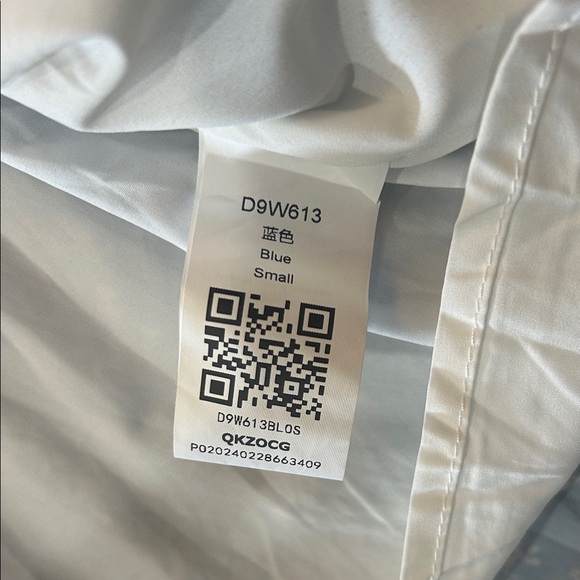 D9W613
蓝色
Blue
Small
D9W613BL0S
QKZOCG
P020240228663409